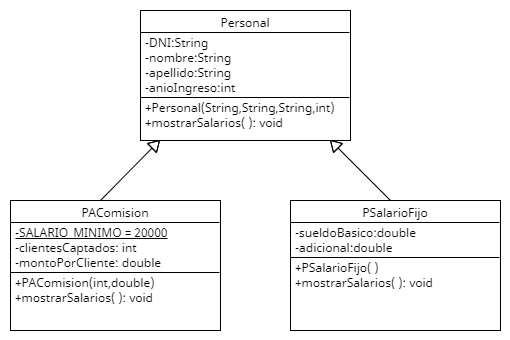 Personal
-DNI:String
-nombre:String
-apellido:String
-anioIngreso:int
+Personal(String,String,String,int)
+mostrarSalarios( ): void
PAComision
-SALARIO_MINIMO = 20000
-clientesCaptados: int
-montoPorCliente: double
+PAComision(int,double)
+mostrarSalarios( ): void
PSalarioFijo
-sueldoBasico:double
-adicional:double
+PSalarioFijo( )
+mostrarSalarios( ): void